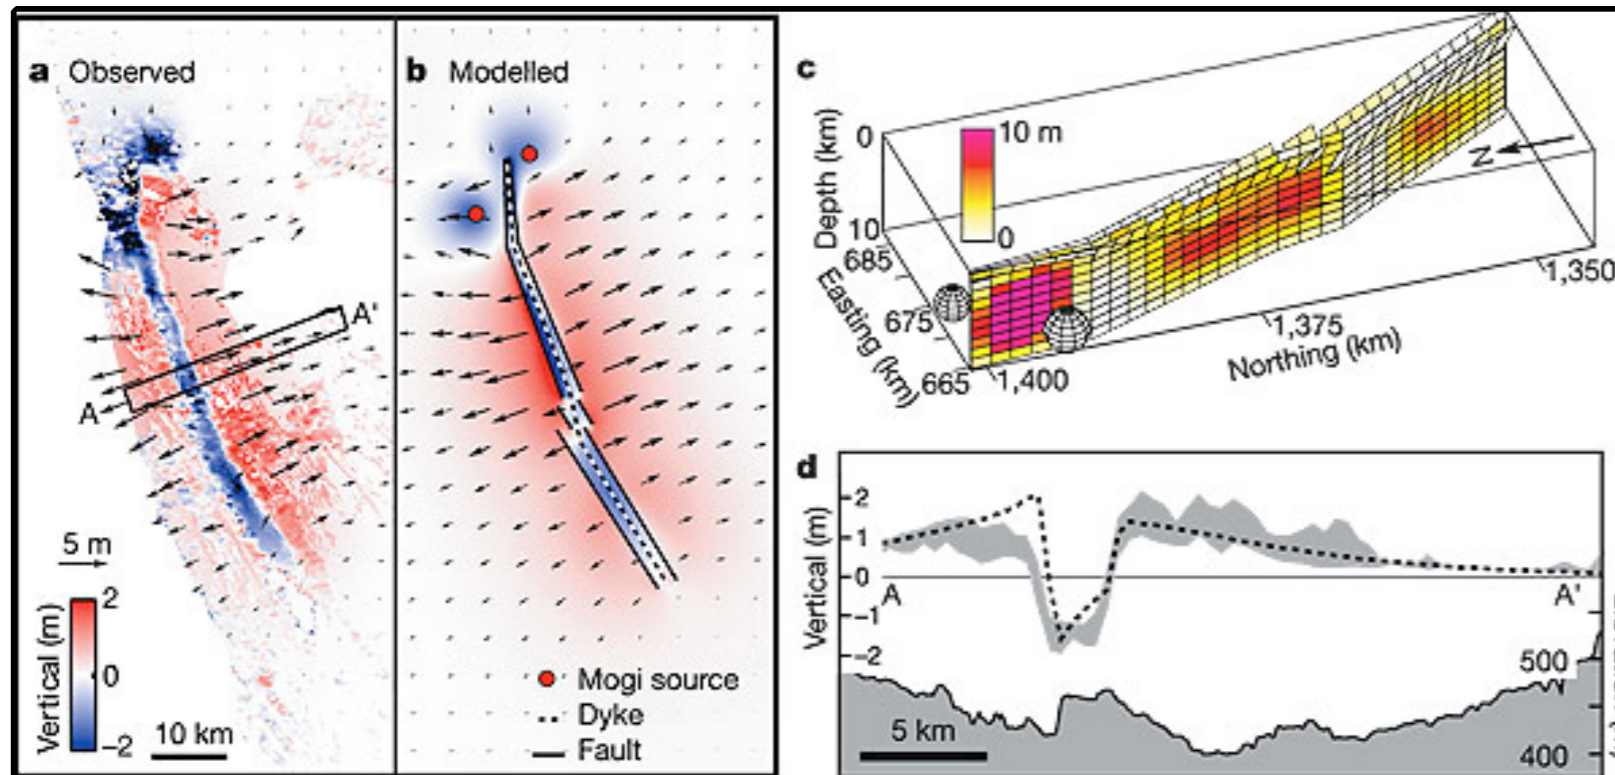 a Observed
A'
A
5 m
Vertical (m)
2
0
−2
10 km
b Modelled
Mogi source
Dyke
Fault
c
Depth (km)
0
10
10 m
0
N
685
675
665
Easting (km)
1,400
1,375
1,350
Northing (km)
d
Vertical (m)
2
1
0
−1
−2
A
A'
500
400
5 km